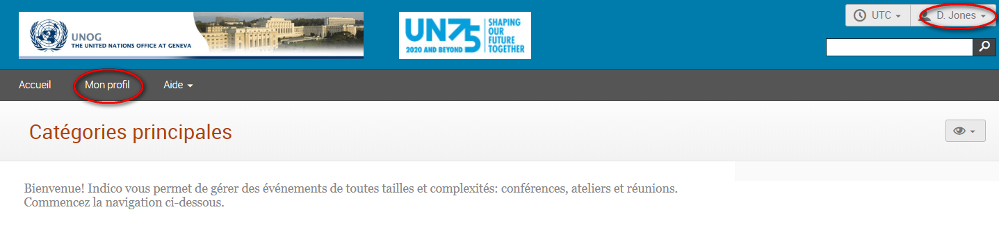 UNOG
THE UNITED NATIONS OFFICE AT GENEVA
UN75
2020 AND BEYOND
SHAPING
OUR
FUTURE
TOGETHER
UTC
D. Jones
Accueil Mon profil Aide
Catégories principales
Bienvenue! Indico vous permet de gérer des événements de toutes tailles et complexités: conférences, ateliers et réunions.
Commencez la navigation ci-dessous.